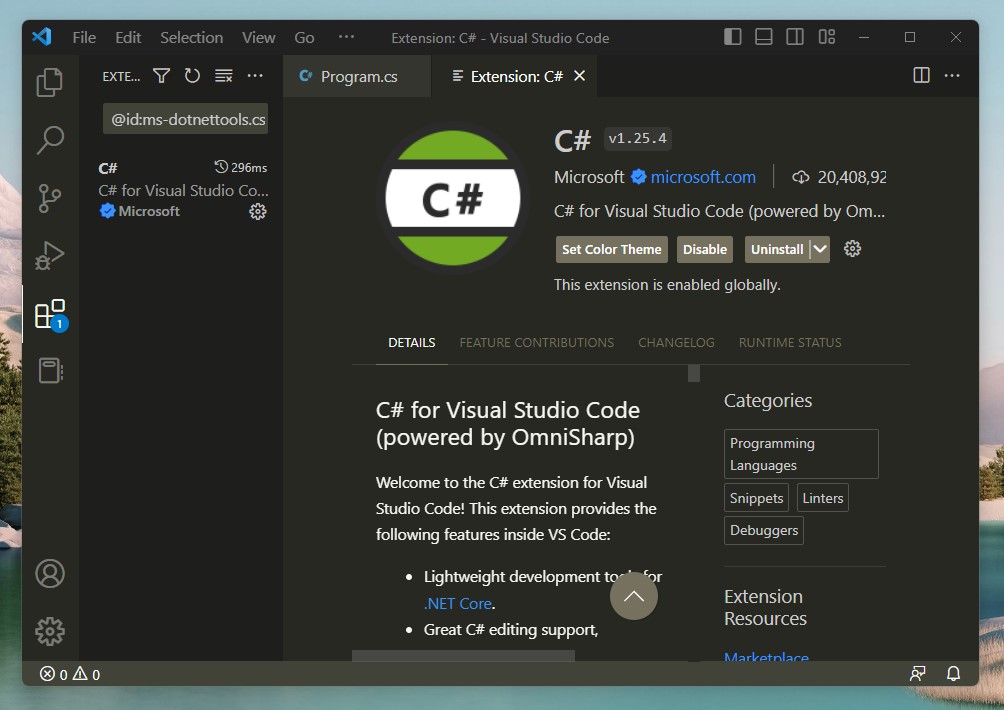 File Edit Selection View Go ··· Extension: C# - Visual Studio Code
EXTE...
C# Program.cs
Extension: C#
@id:ms-dotnettools.cs
C# 296ms
C# for Visual Studio Co...
Microsoft
1
C#
C# v1.25.4
Microsoft microsoft.com 20,408,92
C# for Visual Studio Code (powered by Om...
Set Color Theme Disable Uninstall
This extension is enabled globally.
DETAILS FEATURE CONTRIBUTIONS CHANGELOG RUNTIME STATUS
C# for Visual Studio Code
(powered by OmniSharp)
Welcome to the C# extension for Visual
Studio Code! This extension provides the
following features inside VS Code:
• Lightweight development tools for
.NET Core.
• Great C# editing support,
Categories
Programming
Languages
Snippets Linters
Debuggers
Extension
Resources
Marketplace
0 0